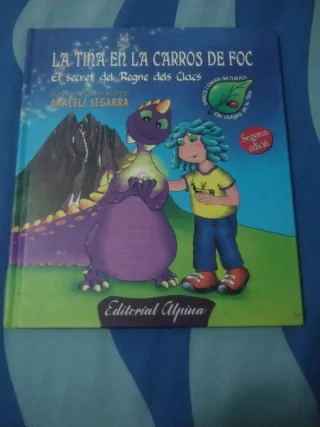 LA TINA EN LA CARROS DE FOC
El secret del Regne dels Llacs
ARACELI SEGARRA
Segona
edició
Editorial Alpina